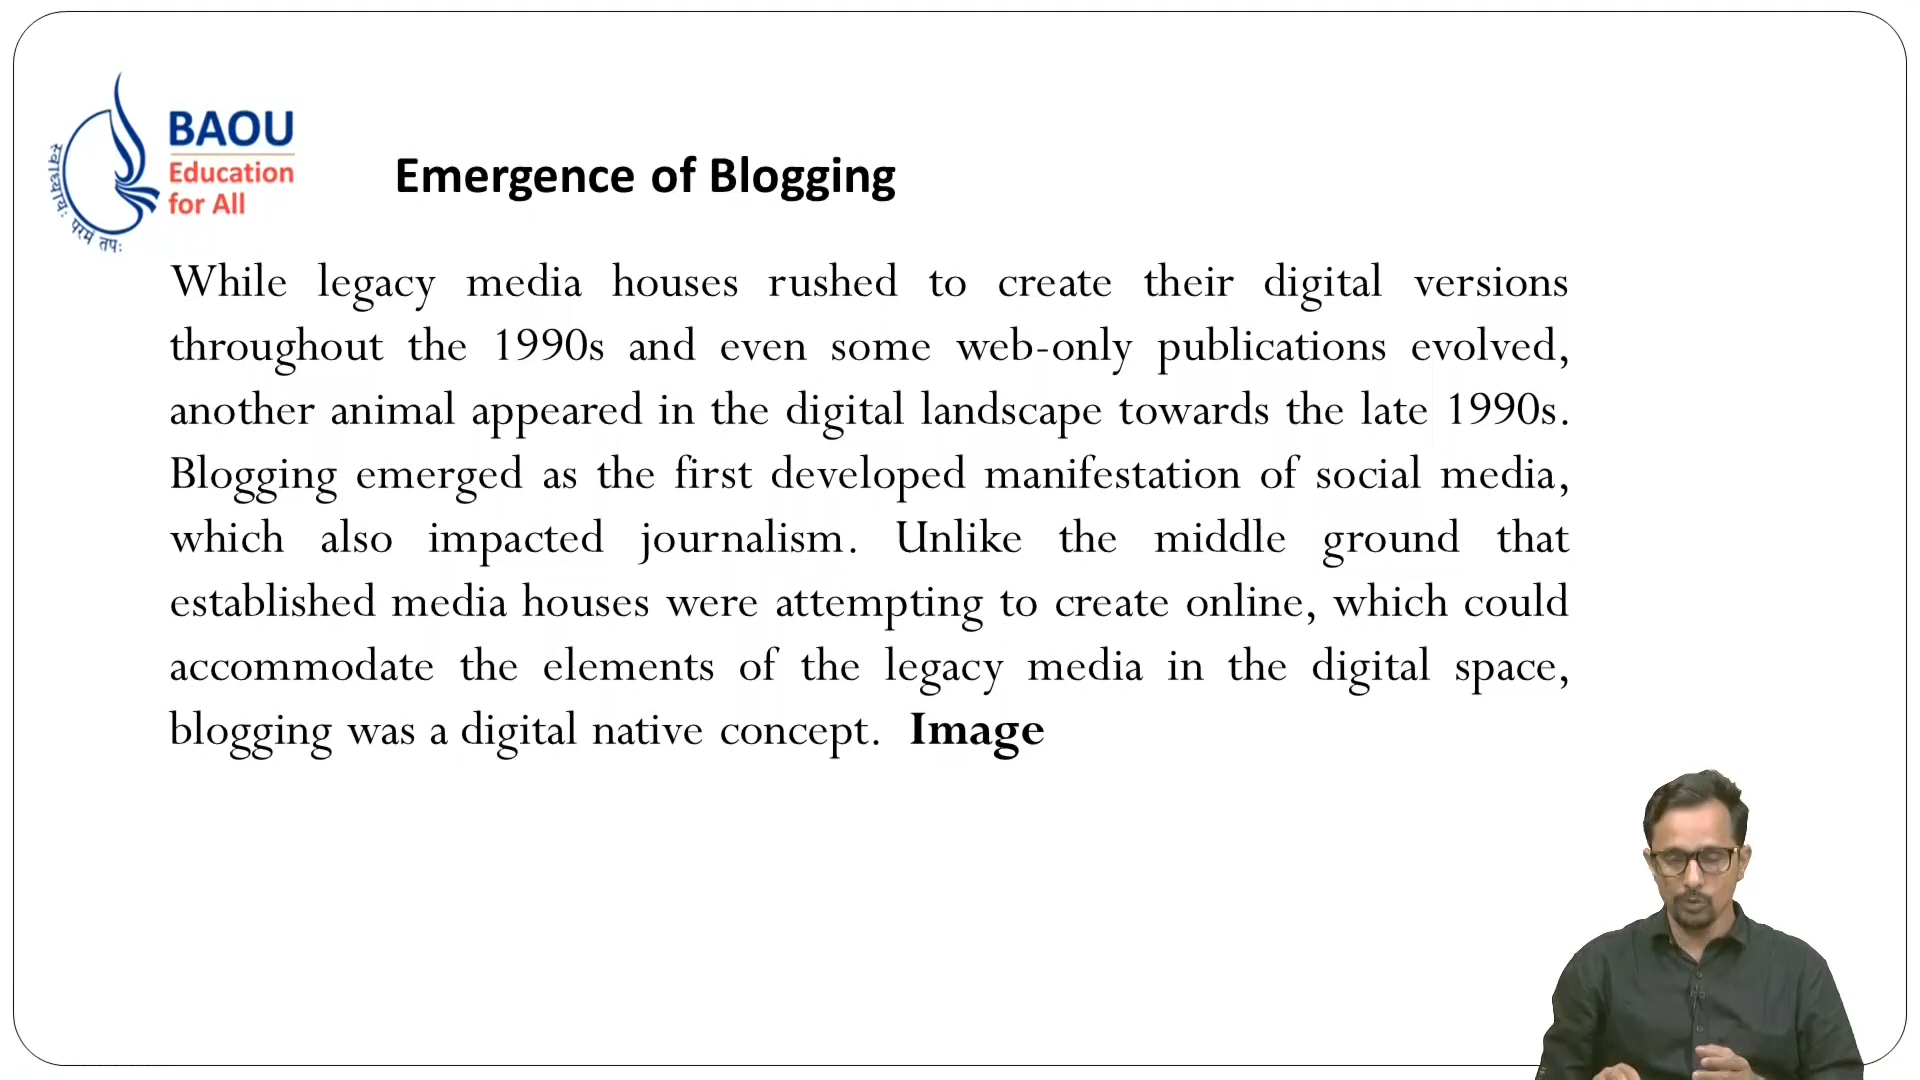 BAOU
Education
for All
स्वाध्यायः परमं तपः
Emergence of Blogging
While legacy media houses rushed to create their digital versions
throughout the 1990s and even some web-only publications evolved,
another animal appeared in the digital landscape towards the late 1990s.
Blogging emerged as the first developed manifestation of social media,
which also impacted journalism. Unlike the middle ground that
established media houses were attempting to create online, which could
accommodate the elements of the legacy media in the digital space,
blogging was a digital native concept. Image